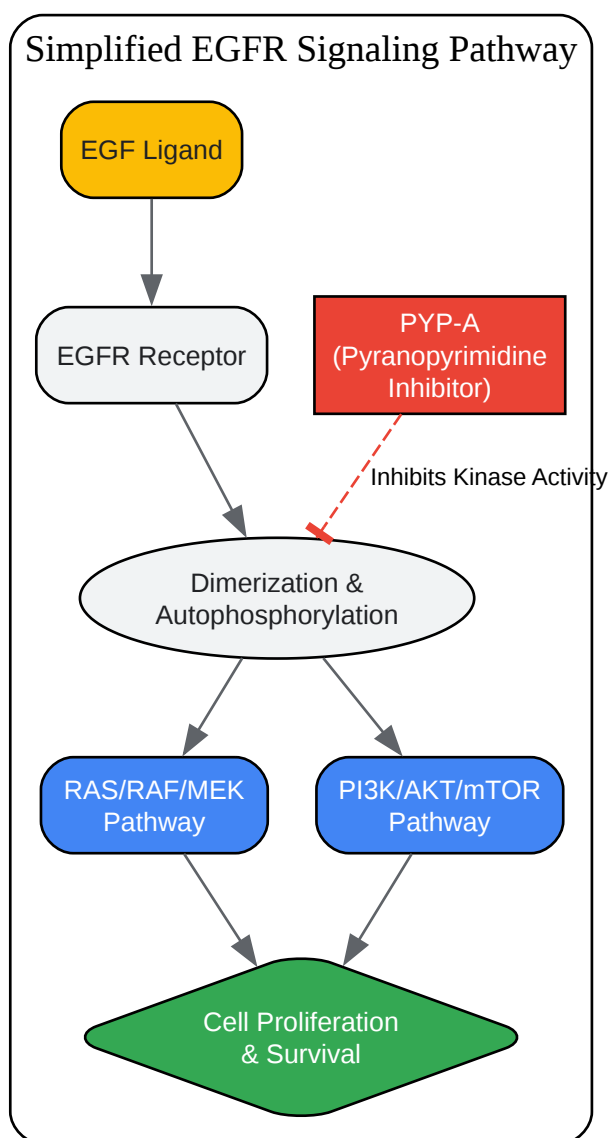 Simplified EGFR Signaling Pathway
EGF Ligand
EGFR Receptor
PYP-A
(Pyranopyrimidine
Inhibitor)
Inhibits Kinase Activity
Dimerization &
Autophosphorylation
RAS/RAF/MEK
Pathway
PI3K/AKT/mTOR
Pathway
Cell Proliferation
& Survival